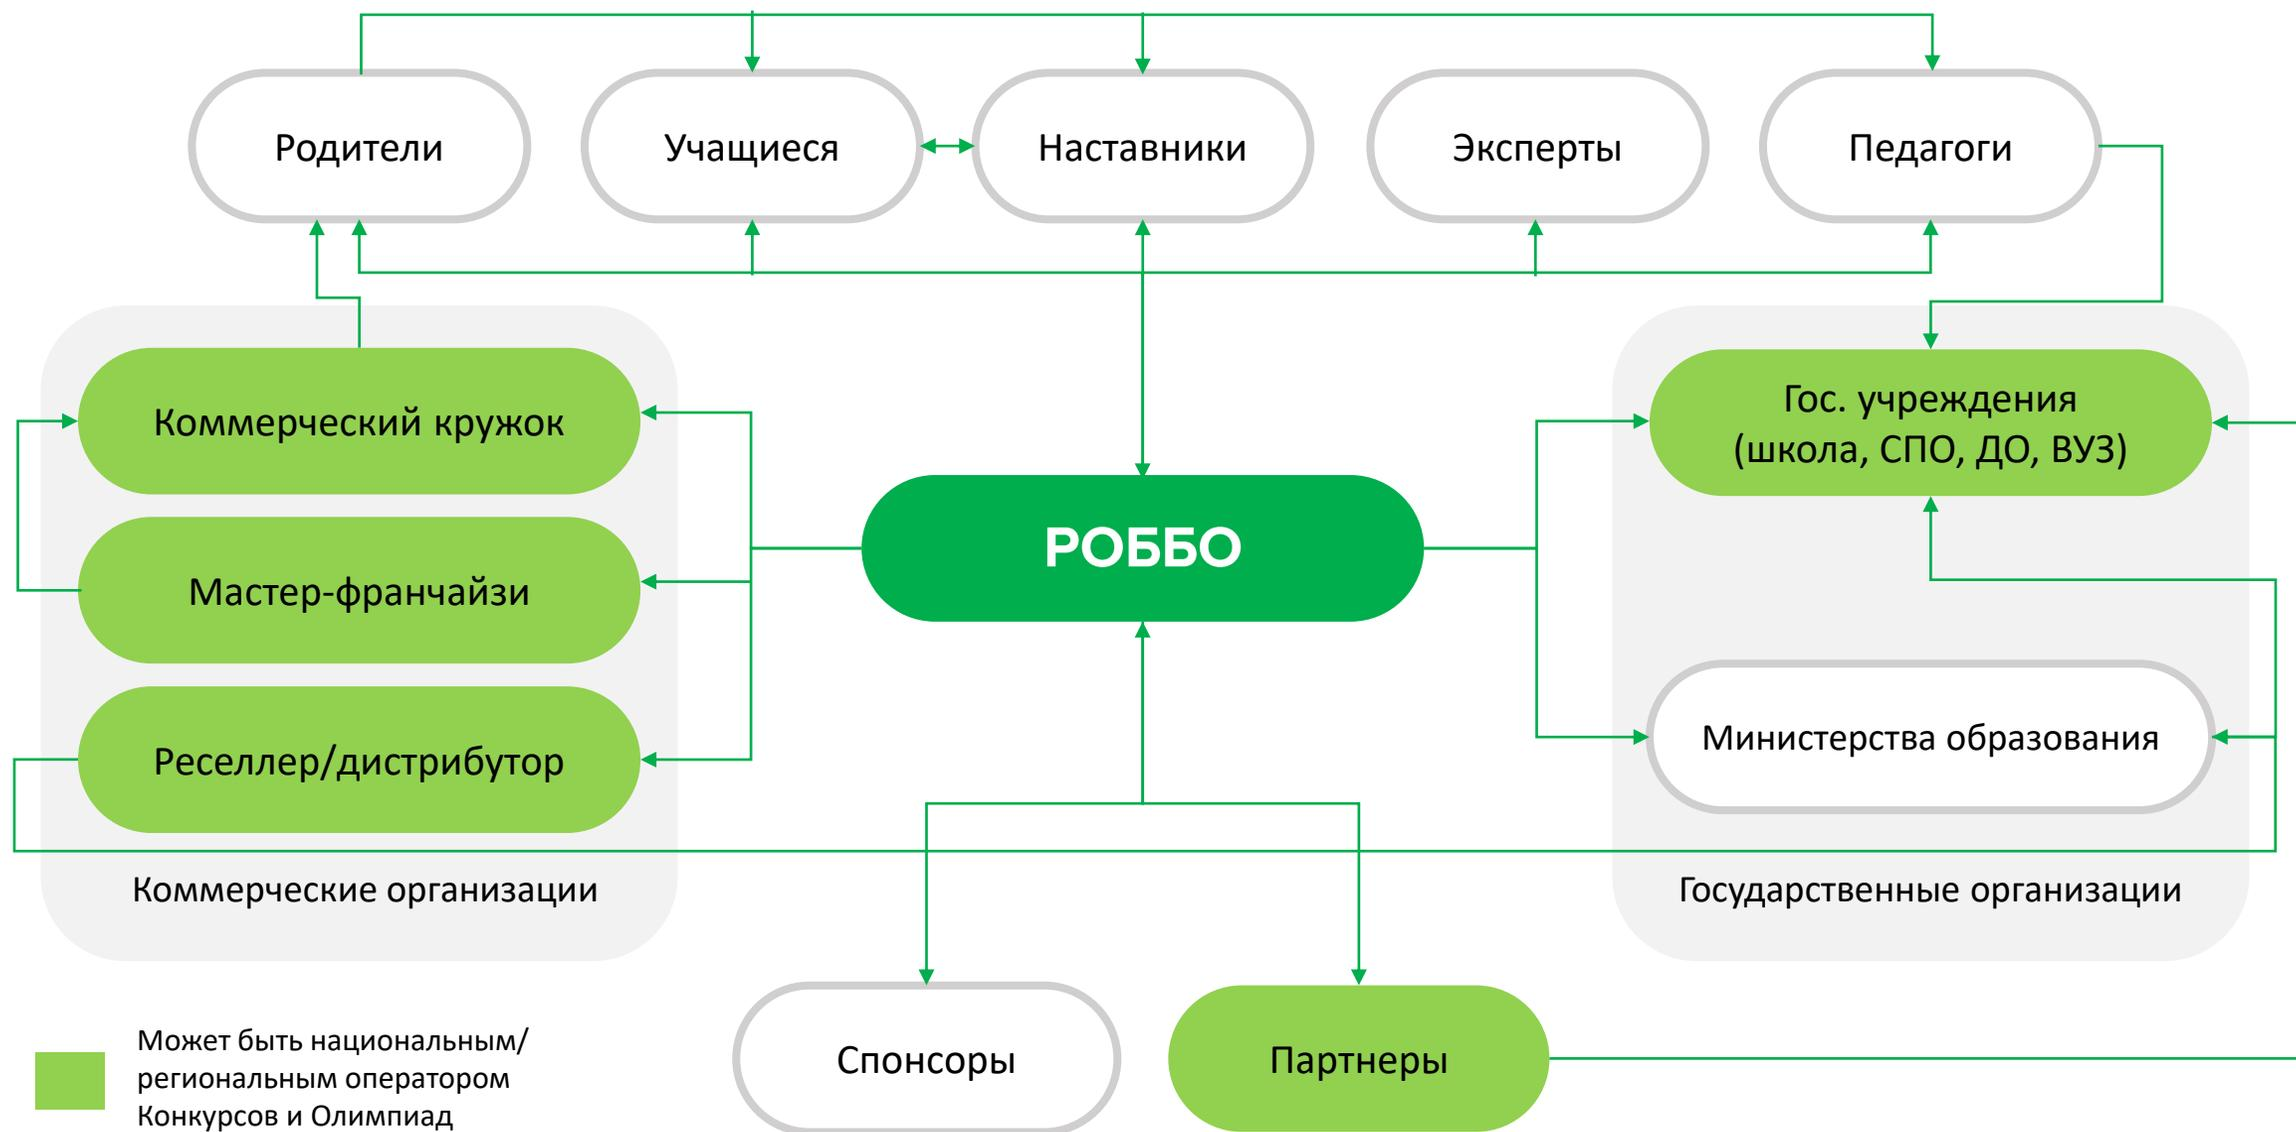 Родители
Учащиеся
Наставники
Эксперты
Педагоги
Коммерческий кружок
Гос. учреждения
(школа, СПО, ДО, ВУЗ)
РОББО
Мастер-франчайзи
Реселлер/дистрибутор
Министерства образования
Коммерческие организации
Государственные организации
Спонсоры
Партнеры
Может быть национальным/
региональным оператором
Конкурсов и Олимпиад